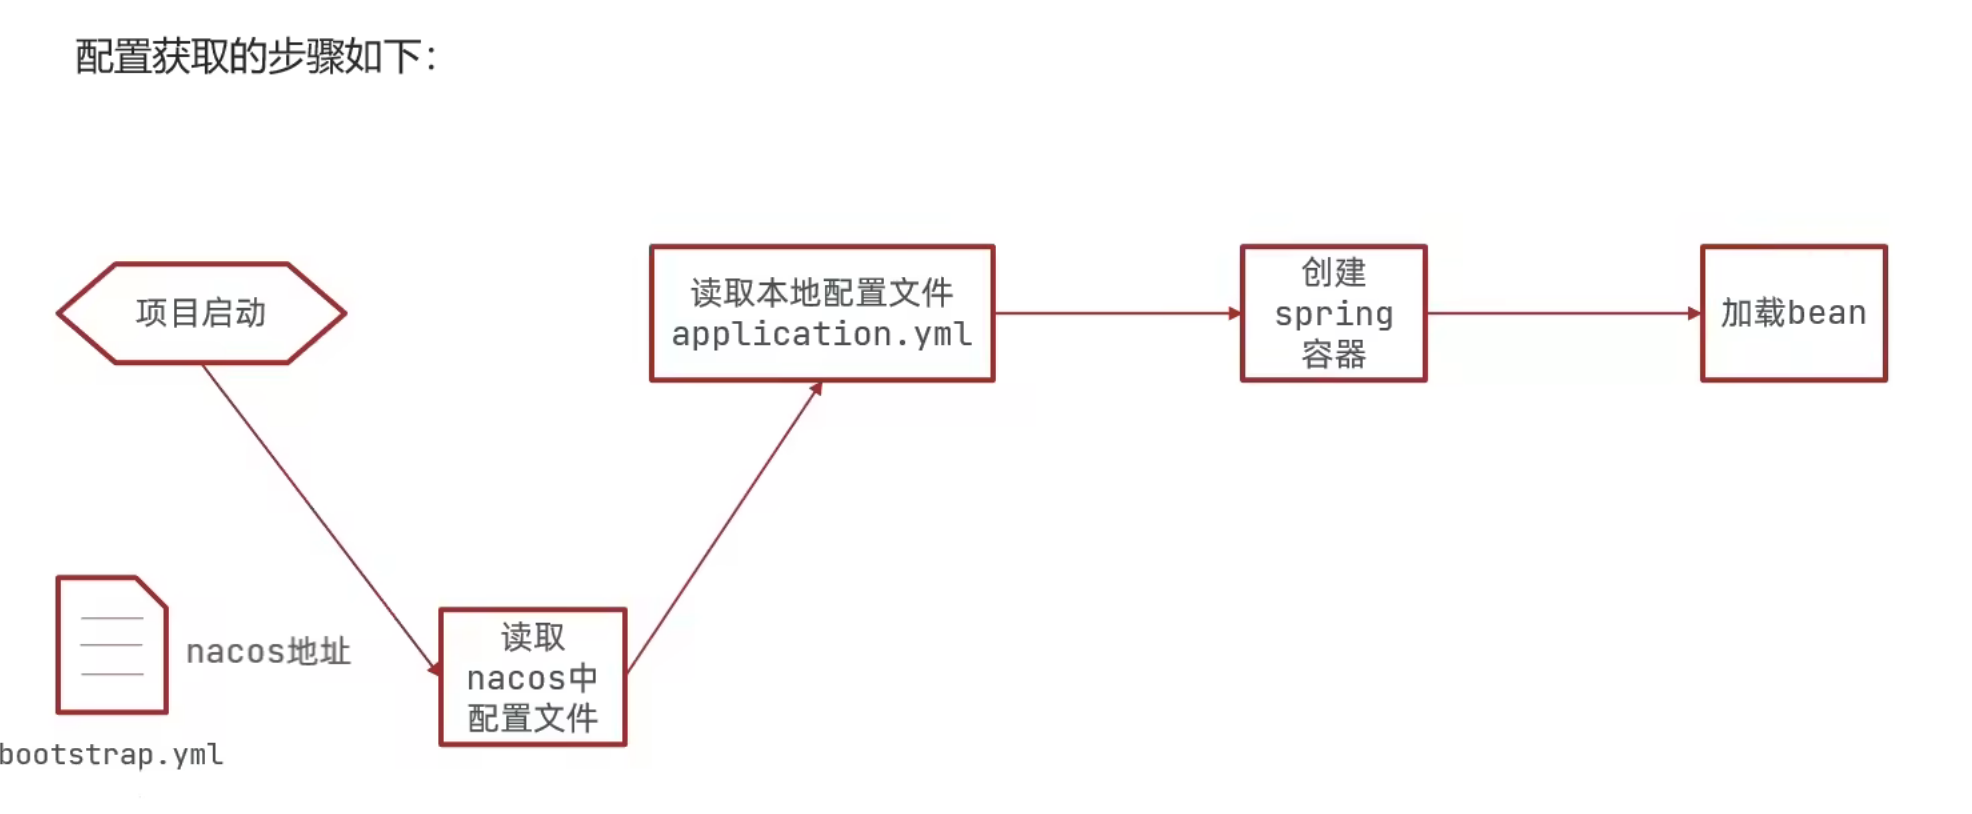 配置获取的步骤如下：
项目启动
读取本地配置文件
application.yml
创建
spring
容器
加载bean
nacos地址
bootstrap.yml
读取
nacos中
配置文件